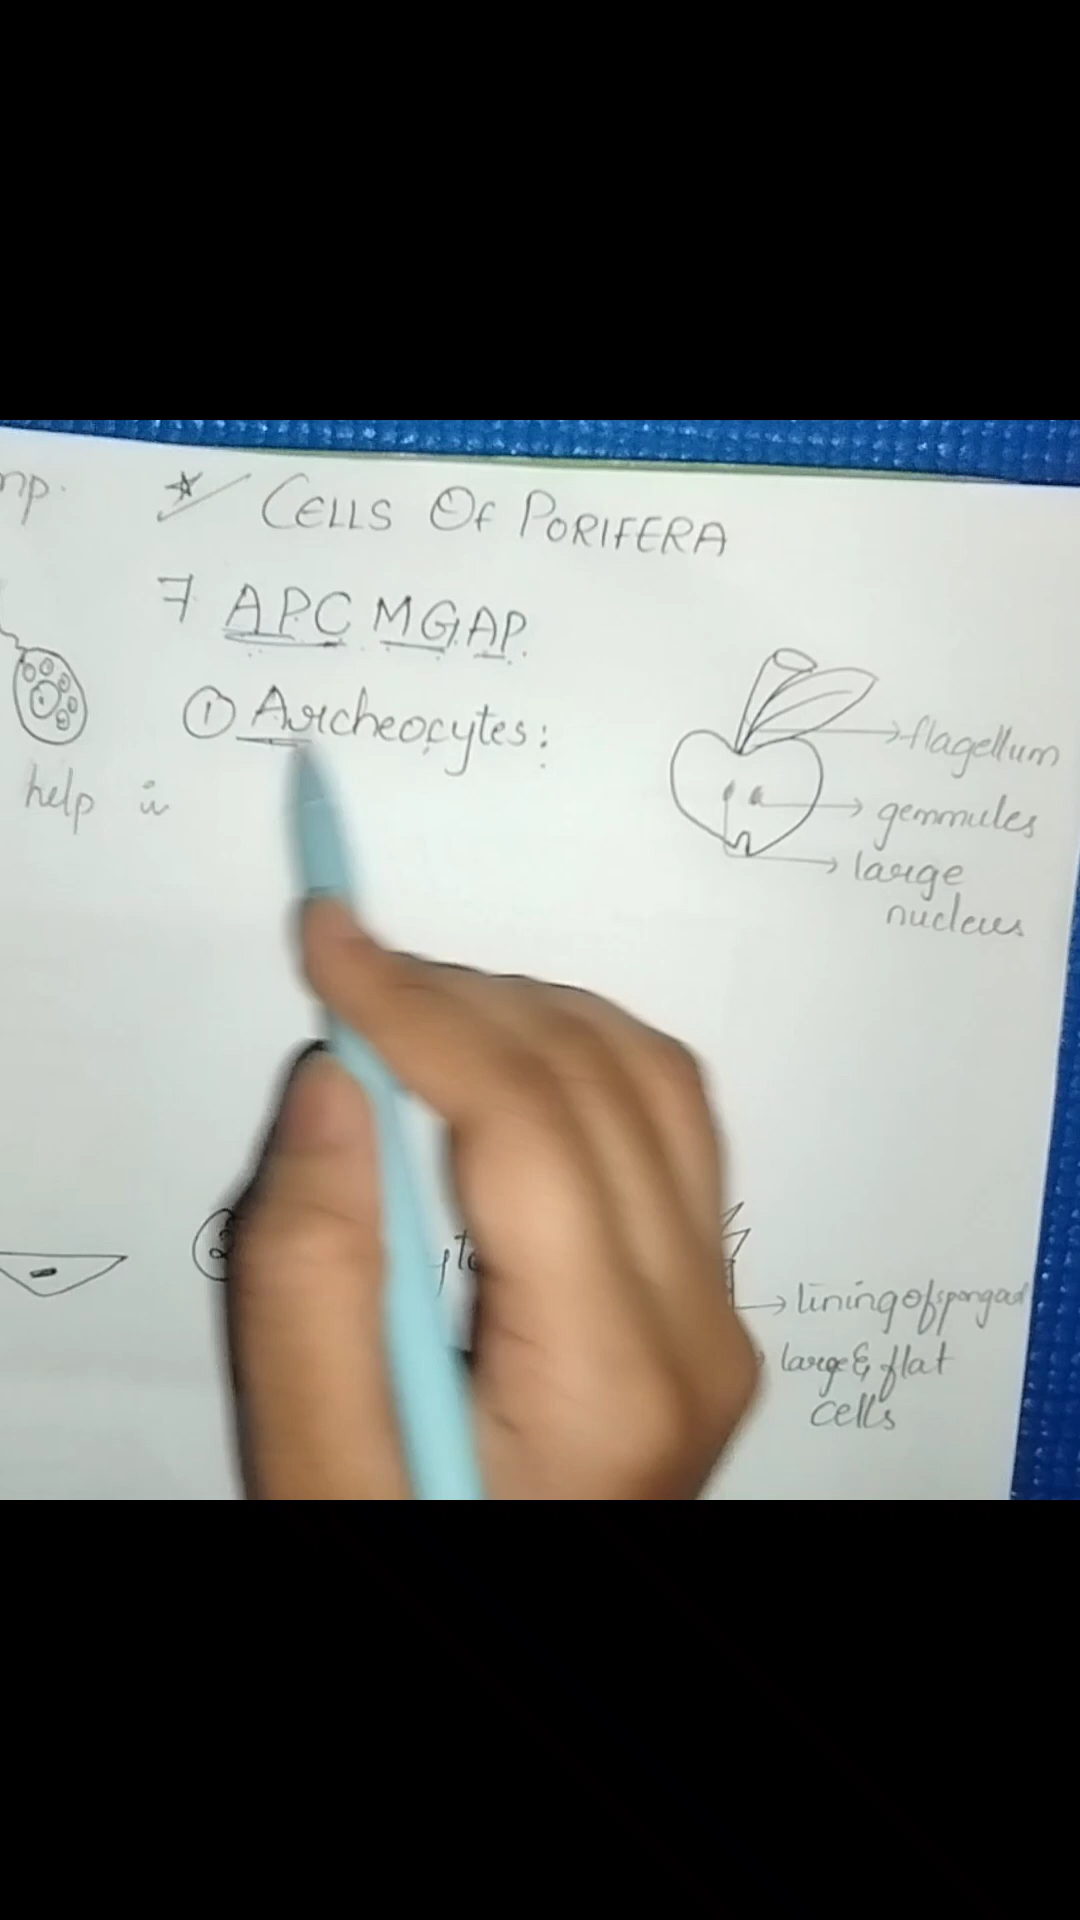 np.
☆ CELLS OF PORIFERA
7 APC MGAP.
① Archeocytes:
help in
flagellum
gemmules
large
nucleus
②
lining of spongocoel
large & flat
cells